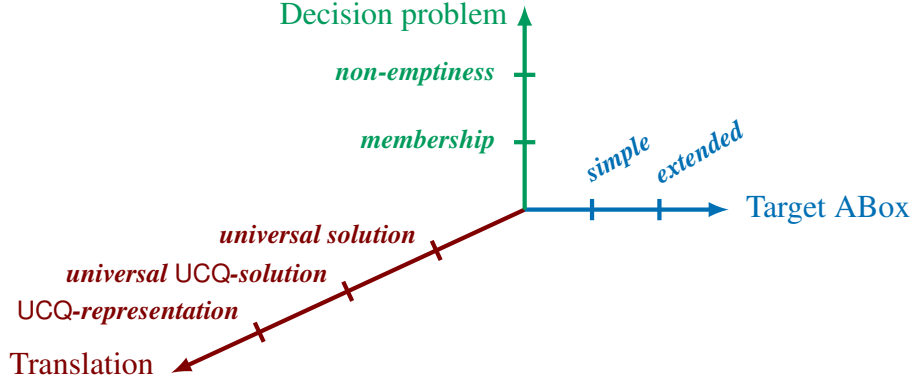 Decision problem
non-emptiness
membership
simple
extended
Target ABox
universal solution
universal UCQ-solution
UCQ-representation
Translation